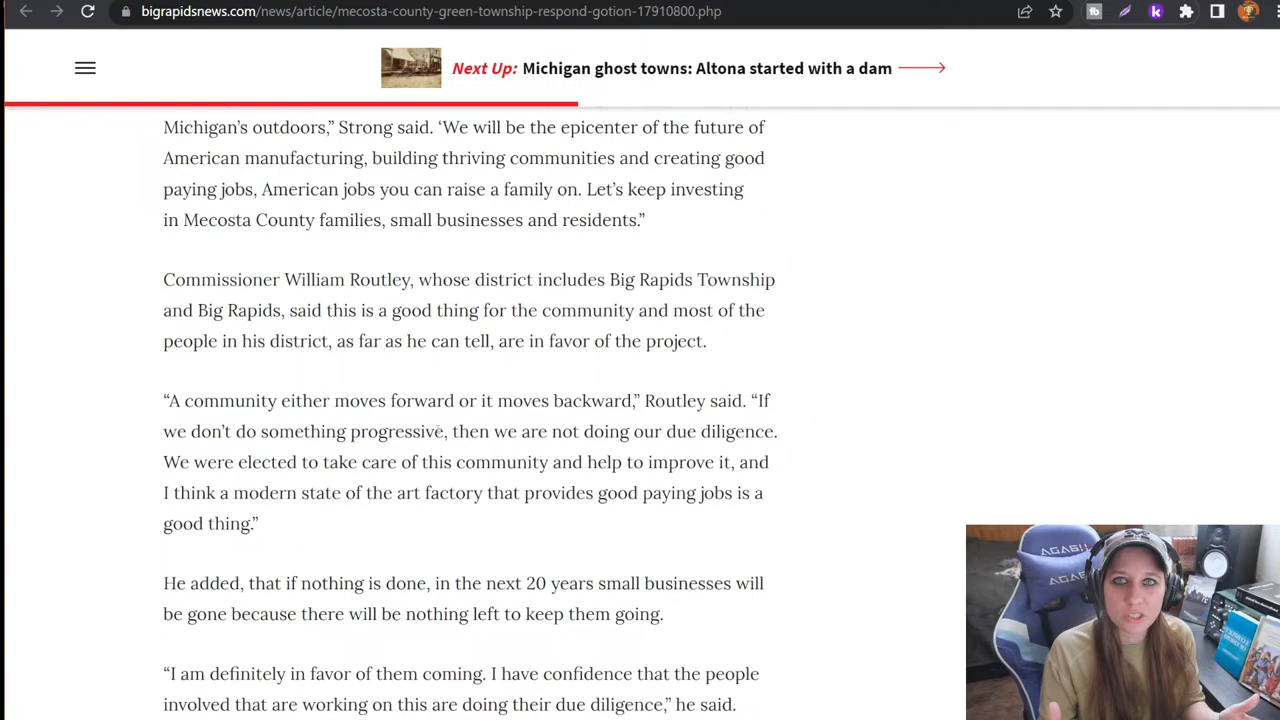 bigrapidsnews.com/news/article/mecosta-county-green-township-respond-gotion-17910800.php
Next Up: Michigan ghost towns: Altona started with a dam
Michigan’s outdoors,” Strong said. ‘We will be the epicenter of the future of
American manufacturing, building thriving communities and creating good
paying jobs, American jobs you can raise a family on. Let’s keep investing
in Mecosta County families, small businesses and residents.”
Commissioner William Routley, whose district includes Big Rapids Township
and Big Rapids, said this is a good thing for the community and most of the
people in his district, as far as he can tell, are in favor of the project.
“A community either moves forward or it moves backward,” Routley said. “If
we don’t do something progressive, then we are not doing our due diligence.
We were elected to take care of this community and help to improve it, and
I think a modern state of the art factory that provides good paying jobs is a
good thing.”
He added, that if nothing is done, in the next 20 years small businesses will
be gone because there will be nothing left to keep them going.
“I am definitely in favor of them coming. I have confidence that the people
involved that are working on this are doing their due diligence,” he said.